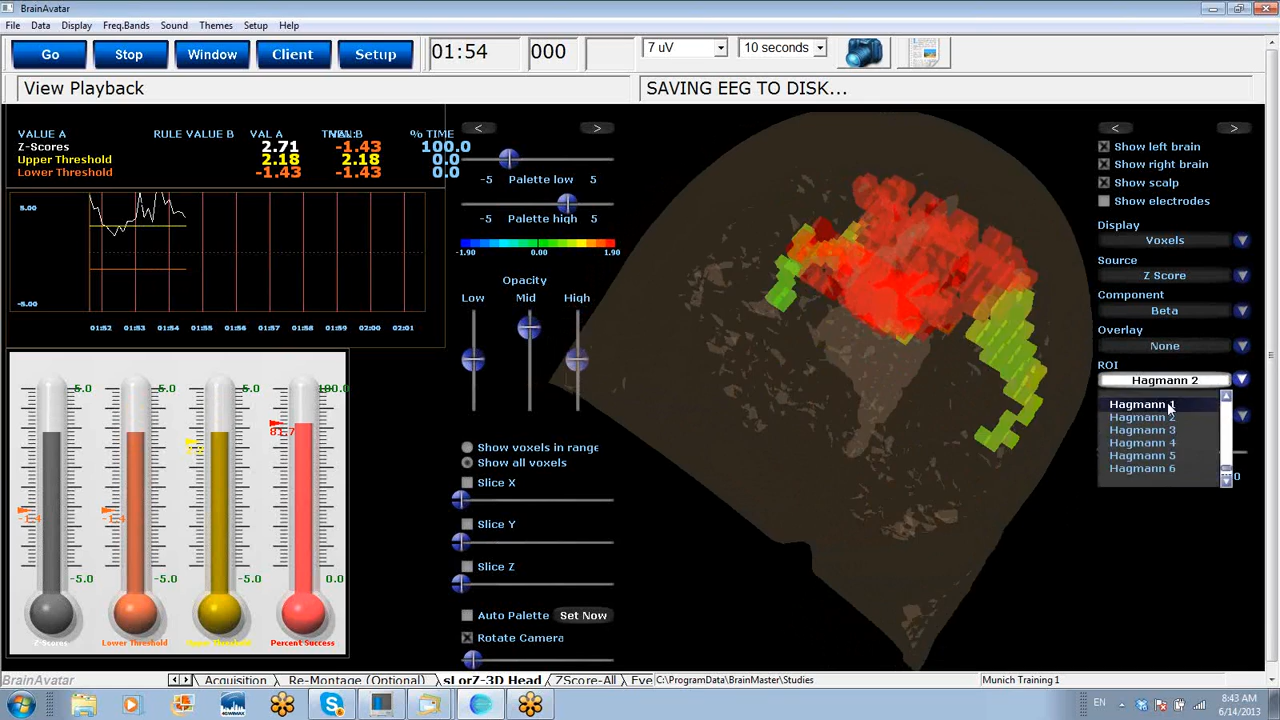 BrainAvatar
File Data Display Freq.Bands Sound Themes Setup Help
Go Stop Window Client Setup 01:54 000 7 uV 10 seconds
View Playback SAVING EEG TO DISK...
VALUE A RULE VALUE B VAL A % TIME
Z-Scores 2.71 -1.43 100.0
Upper Threshold 2.18 2.18 0.0
Lower Threshold -1.43 -1.43 0.0
5.00
-5.00
01:52 01:53 01:54 01:55 01:56 01:57 01:58 01:59 02:00 02:01
5.0 5.0 5.0 100.0
-5.0 -5.0 -5.0 0.0
Z-Scores Lower Threshold Upper Threshold Percent Success
< >
-5 Palette low 5
-5 Palette high 5
-1.90 0.00 1.90
Opacity
Low Mid High
Show voxels in range
Show all voxels
Slice X
Slice Y
Slice Z
Auto Palette Set Now
Rotate Camera
< >
Show left brain
Show right brain
Show scalp
Show electrodes
Display
Voxels
Source
Z Score
Component
Beta
Overlay
None
ROI
Hagmann 2
Hagmann 1
Hagmann 2
Hagmann 3
Hagmann 4
Hagmann 5
Hagmann 6
BrainAvatar Acquisition Re-Montage (Optional) sLorZ-3D Head ZScore-All Eve C:\ProgramData\BrainMaster\Studies Munich Training 1
EN 8:43 AM
6/14/2013